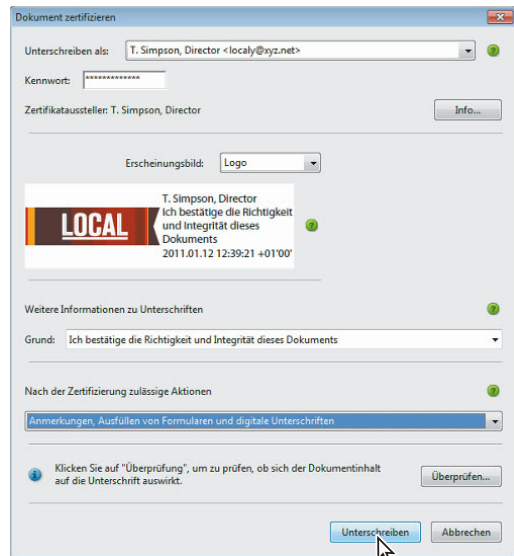 Dokument zertifizieren
Unterschreiben als: T. Simpson, Director <localy@xyz.net>
Kennwort: *************
Zertifikataussteller: T. Simpson, Director Info...
Erscheinungsbild: Logo
LOCAL
T. Simpson, Director
Ich bestätige die Richtigkeit
und Integrität dieses
Dokuments
2011.01.12 12:39:21 +01'00'
Weitere Informationen zu Unterschriften
Grund: Ich bestätige die Richtigkeit und Integrität dieses Dokuments
Nach der Zertifizierung zulässige Aktionen
Anmerkungen, Ausfüllen von Formularen und digitale Unterschriften
Klicken Sie auf "Überprüfung", um zu prüfen, ob sich der Dokumentinhalt
auf die Unterschrift auswirkt.
Überprüfen...
Unterschreiben Abbrechen